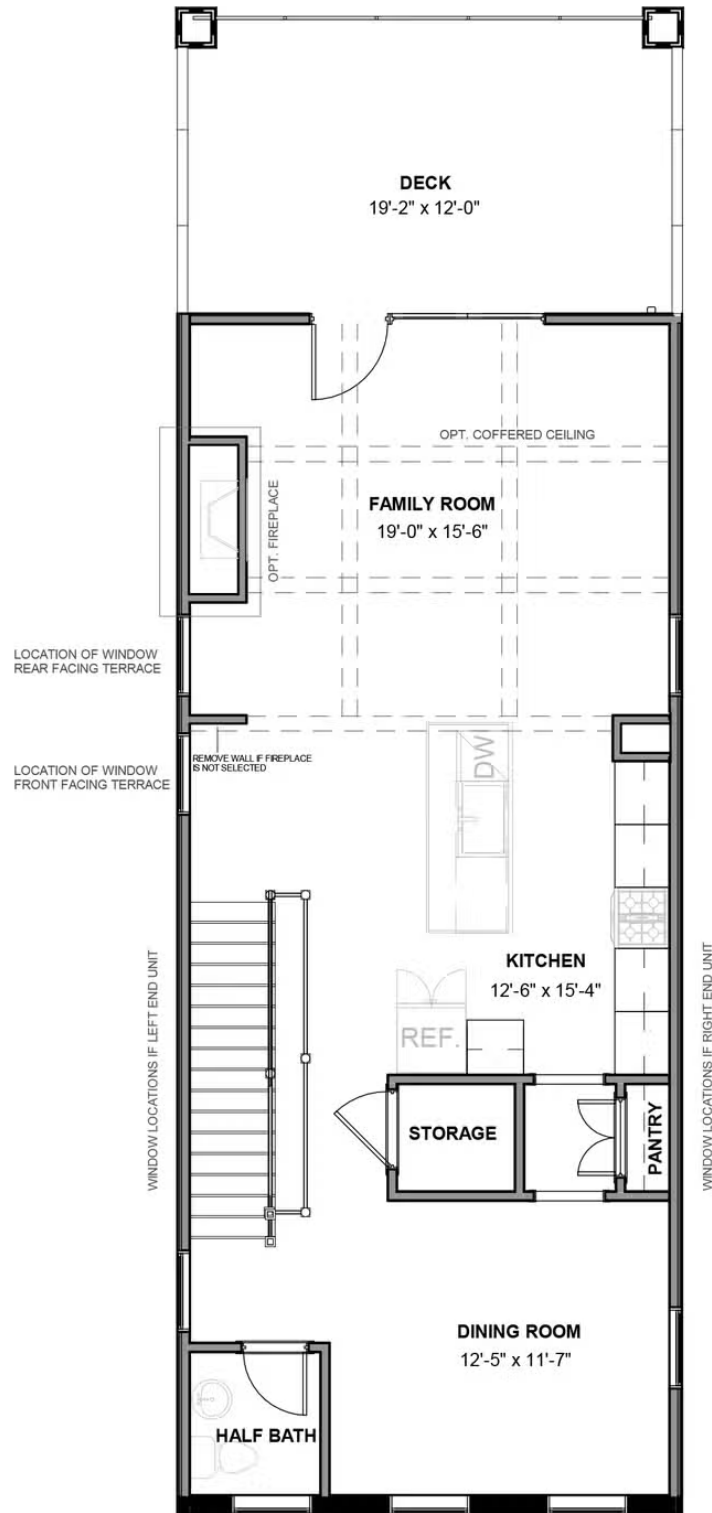 DECK
19'-2" x 12'-0"
OPT. COFFERED CEILING
FAMILY ROOM
19'-0" x 15'-6"
OPT. FIREPLACE
LOCATION OF WINDOW
REAR FACING TERRACE
REMOVE WALL IF FIREPLACE
IS NOT SELECTED
LOCATION OF WINDOW
FRONT FACING TERRACE
DW
KITCHEN
12'-6" x 15'-4"
REF.
WINDOW LOCATIONS IF LEFT END UNIT
WINDOW LOCATIONS IF RIGHT END UNIT
STORAGE
PANTRY
DINING ROOM
12'-5" x 11'-7"
HALF BATH